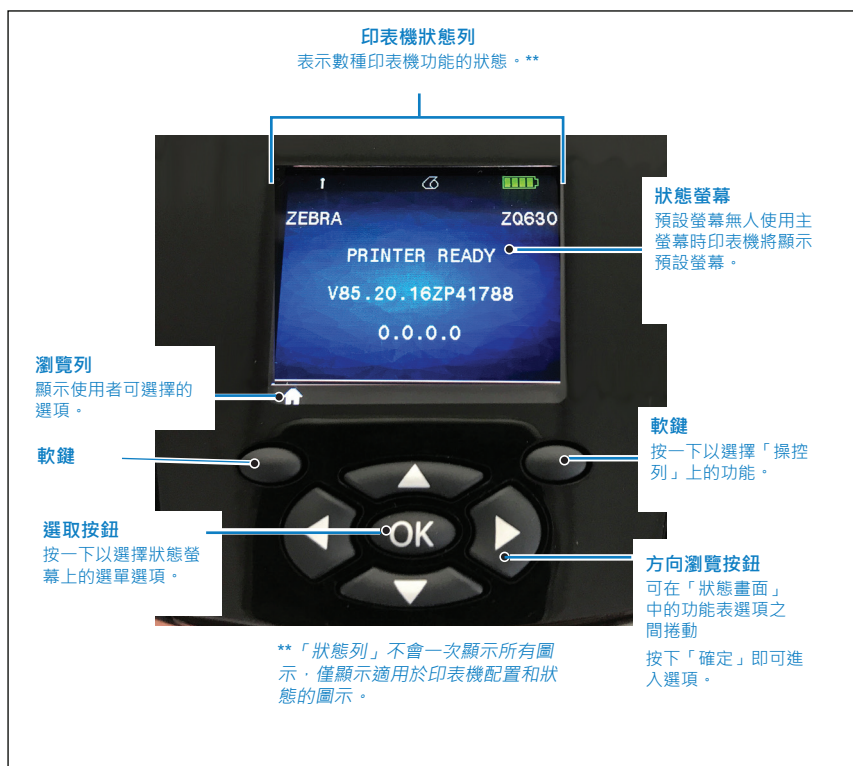 印表機狀態列
表示數種印表機功能的狀態。**
ZEBRA ZQ630
PRINTER READY
V85.20.16ZP41788
0.0.0.0
狀態螢幕
預設螢幕無人使用主
螢幕時印表機將顯示
預設螢幕。
瀏覽列
顯示使用者可選擇的
選項。
軟鍵
軟鍵
按一下以選擇「操控
列」上的功能。
選取按鈕
按一下以選擇狀態螢
幕上的選單選項。
OK
方向瀏覽按鈕
可在「狀態畫面」
中的功能表選項之
間捲動
按下「確定」即可進
入選項。
**「狀態列」不會一次顯示所有圖
示，僅顯示適用於印表機配置和狀
態的圖示。